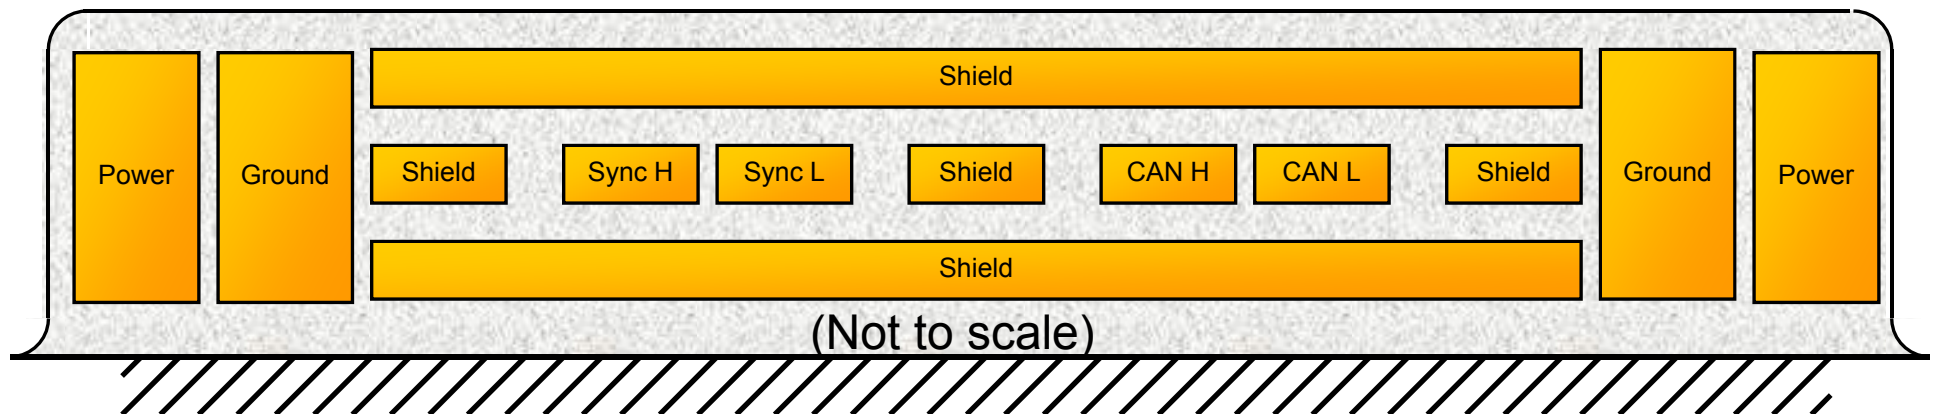 Shield
Power Ground Shield Sync H Sync L Shield CAN H CAN L Shield Ground Power
Shield
(Not to scale)